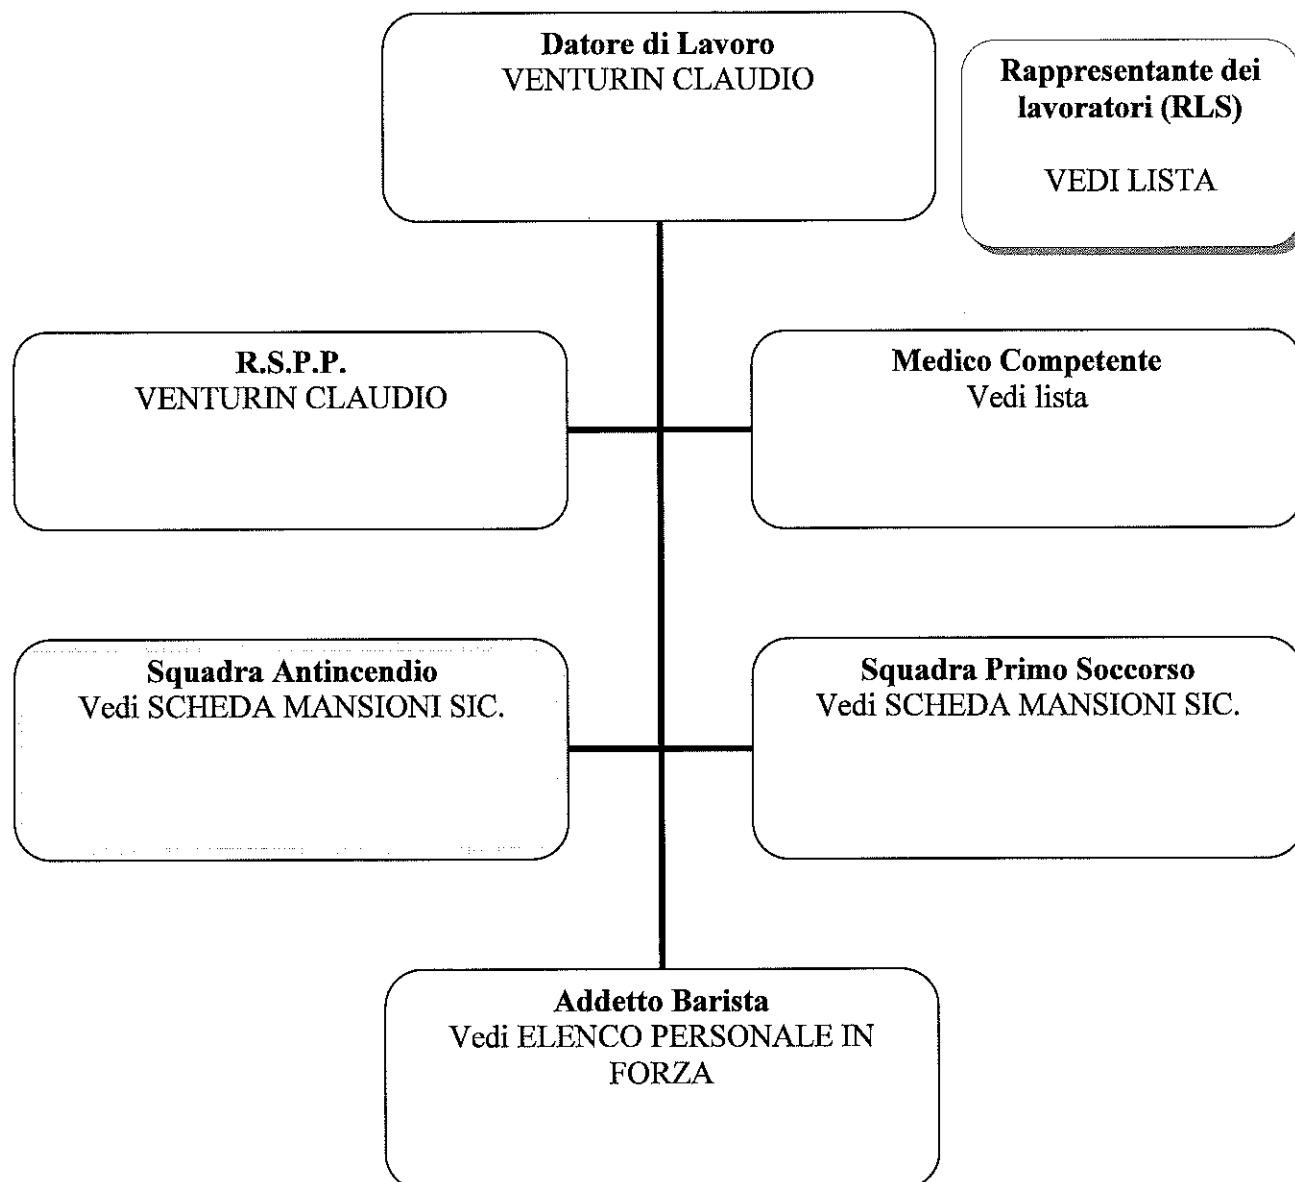 Datore di Lavoro
VENTURIN CLAUDIO
Rappresentante dei
lavoratori (RLS)
VEDI LISTA
R.S.P.P.
VENTURIN CLAUDIO
Medico Competente
Vedi lista
Squadra Antincendio
Vedi SCHEDA MANSIONI SIC.
Squadra Primo Soccorso
Vedi SCHEDA MANSIONI SIC.
Addetto Barista
Vedi ELENCO PERSONALE IN
FORZA